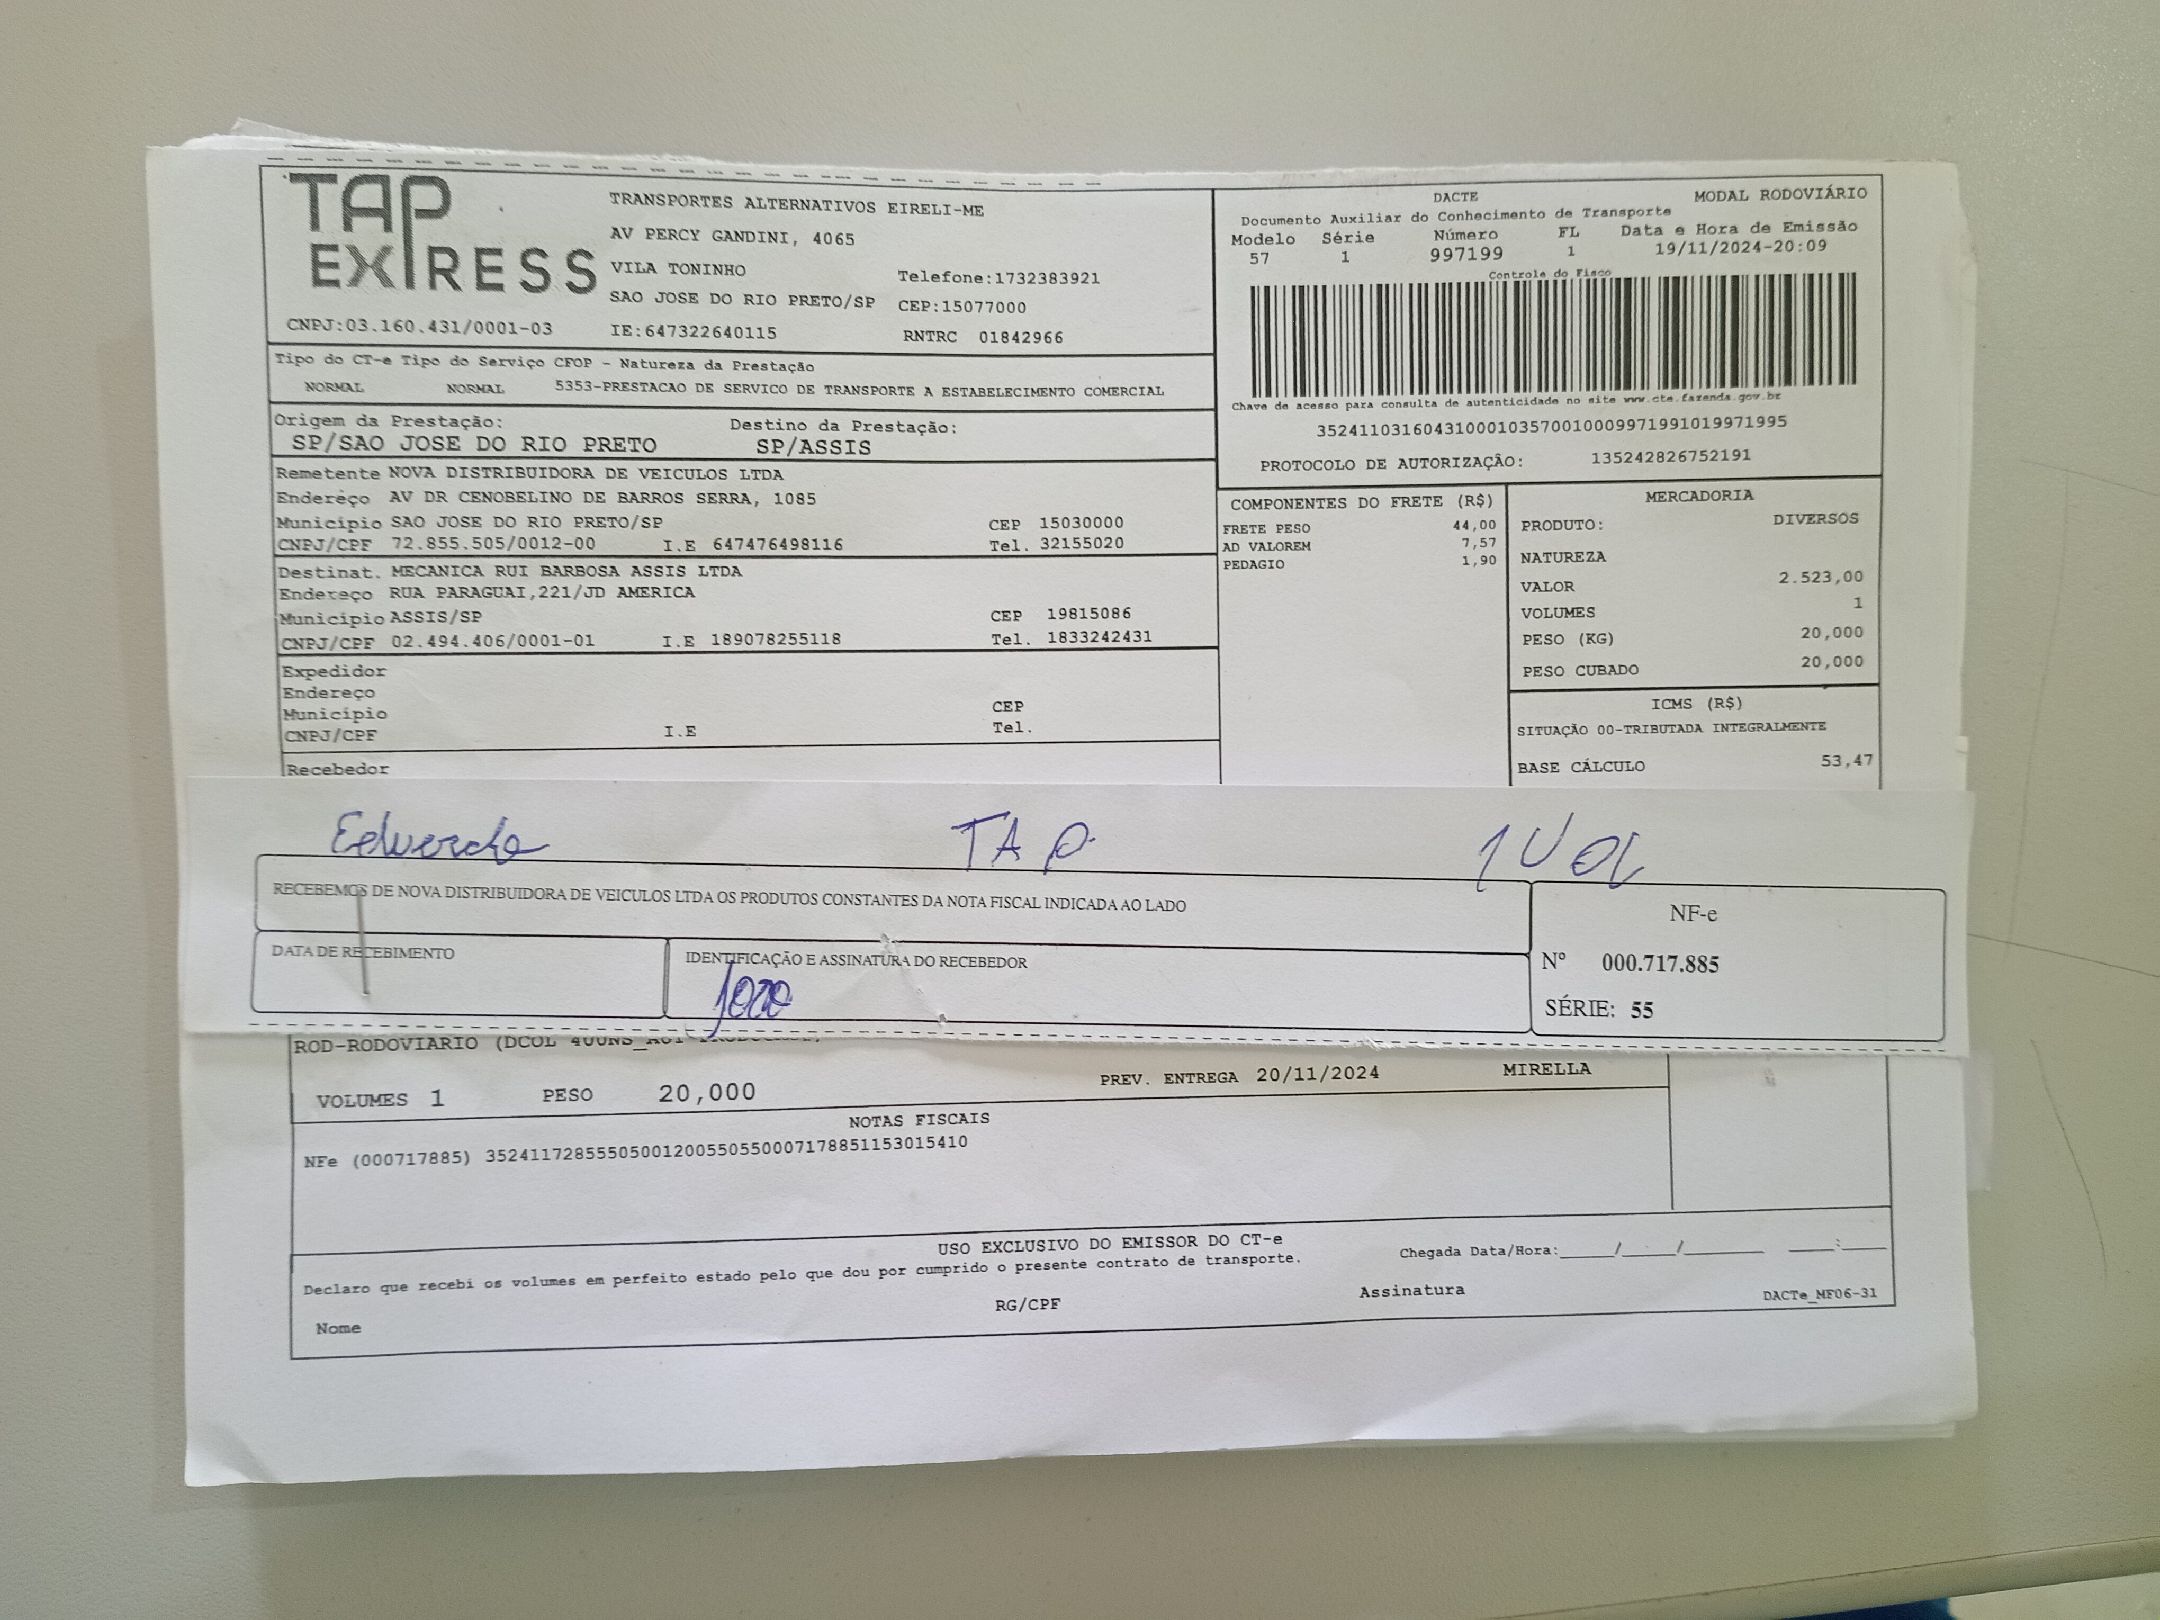 TAP
EXPRESS
TRANSPORTES ALTERNATIVOS EIRELI-ME
AV PERCY GANDINI, 4065
VILA TONINHO Telefone:1732383921
SAO JOSE DO RIO PRETO/SP CEP:15077000
CNPJ:03.160.431/0001-03 IE:647322640115 RNTRC 01842966
DACTE MODAL RODOVIÁRIO
Documento Auxiliar do Conhecimento de Transporte
Modelo Série Número FL Data e Hora de Emissão
57 1 997199 1 19/11/2024-20:09
Controle do Fisco
Chave de acesso para consulta de autenticidade no site www.cte.fazenda.gov.br
35241103160431000103570010009971991019971995
PROTOCOLO DE AUTORIZAÇÃO: 135242826752191
Tipo do CT-e Tipo do Serviço CFOP - Natureza da Prestação
NORMAL NORMAL 5353-PRESTACAO DE SERVICO DE TRANSPORTE A ESTABELECIMENTO COMERCIAL
Origem da Prestação: Destino da Prestação:
SP/SAO JOSE DO RIO PRETO SP/ASSIS
Remetente NOVA DISTRIBUIDORA DE VEICULOS LTDA
Endereço AV DR CENOBELINO DE BARROS SERRA, 1085
Município SAO JOSE DO RIO PRETO/SP CEP 15030000
CNPJ/CPF 72.855.505/0012-00 I.E 647476498116 Tel. 32155020
Destinat. MECANICA RUI BARBOSA ASSIS LTDA
Endereço RUA PARAGUAI,221/JD AMERICA
Município ASSIS/SP CEP 19815086
CNPJ/CPF 02.494.406/0001-01 I.E 189078255118 Tel. 1833242431
Expedidor
Endereço
Município CEP
CNPJ/CPF I.E Tel.
Recebedor
COMPONENTES DO FRETE (R$)
FRETE PESO 44,00
AD VALOREM 7,57
PEDAGIO 1,90
MERCADORIA
PRODUTO: DIVERSOS
NATUREZA
VALOR 2.523,00
VOLUMES 1
PESO (KG) 20,000
PESO CUBADO 20,000
ICMS (R$)
SITUAÇÃO 00-TRIBUTADA INTEGRALMENTE
BASE CÁLCULO 53,47
Eduardo TAP 1 VOL
RECEBEMOS DE NOVA DISTRIBUIDORA DE VEICULOS LTDA OS PRODUTOS CONSTANTES DA NOTA FISCAL INDICADA AO LADO
DATA DE RECEBIMENTO IDENTIFICAÇÃO E ASSINATURA DO RECEBEDOR
João
NF-e
Nº 000.717.885
SÉRIE: 55
ROD-RODOVIARIO (DCOL
VOLUMES 1 PESO 20,000 PREV. ENTREGA 20/11/2024 MIRELLA
NOTAS FISCAIS
NFe (000717885) 35241172855505001200550550007178851153015410
USO EXCLUSIVO DO EMISSOR DO CT-e
Declaro que recebi os volumes em perfeito estado pelo que dou por cumprido o presente contrato de transporte.
Chegada Data/Hora:_____/_____/_______ ____:____
Nome RG/CPF Assinatura DACTe_MF06-31